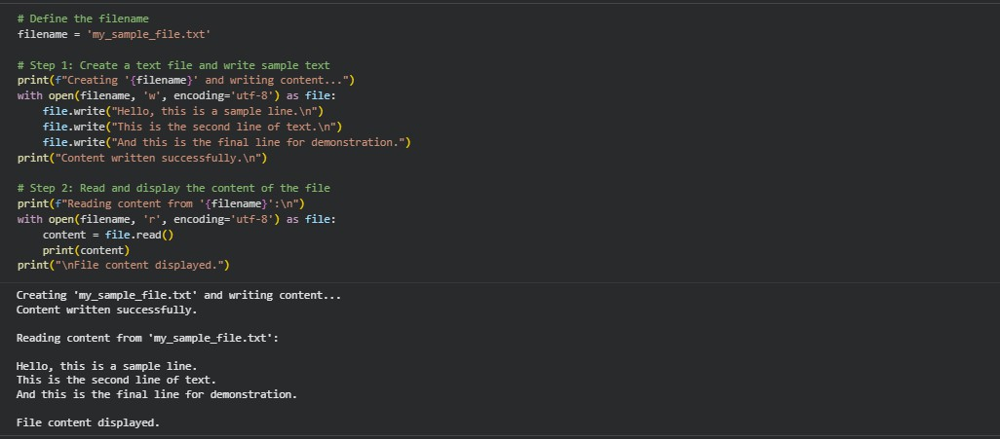 # Define the filename
filename = 'my_sample_file.txt'

# Step 1: Create a text file and write sample text
print(f"Creating '{filename}' and writing content...")
with open(filename, 'w', encoding='utf-8') as file:
    file.write("Hello, this is a sample line.\n")
    file.write("This is the second line of text.\n")
    file.write("And this is the final line for demonstration.")
print("Content written successfully.\n")

# Step 2: Read and display the content of the file
print(f"Reading content from '{filename}':\n")
with open(filename, 'r', encoding='utf-8') as file:
    content = file.read()
    print(content)
print("\nFile content displayed.")

Creating 'my_sample_file.txt' and writing content...
Content written successfully.

Reading content from 'my_sample_file.txt':

Hello, this is a sample line.
This is the second line of text.
And this is the final line for demonstration.

File content displayed.